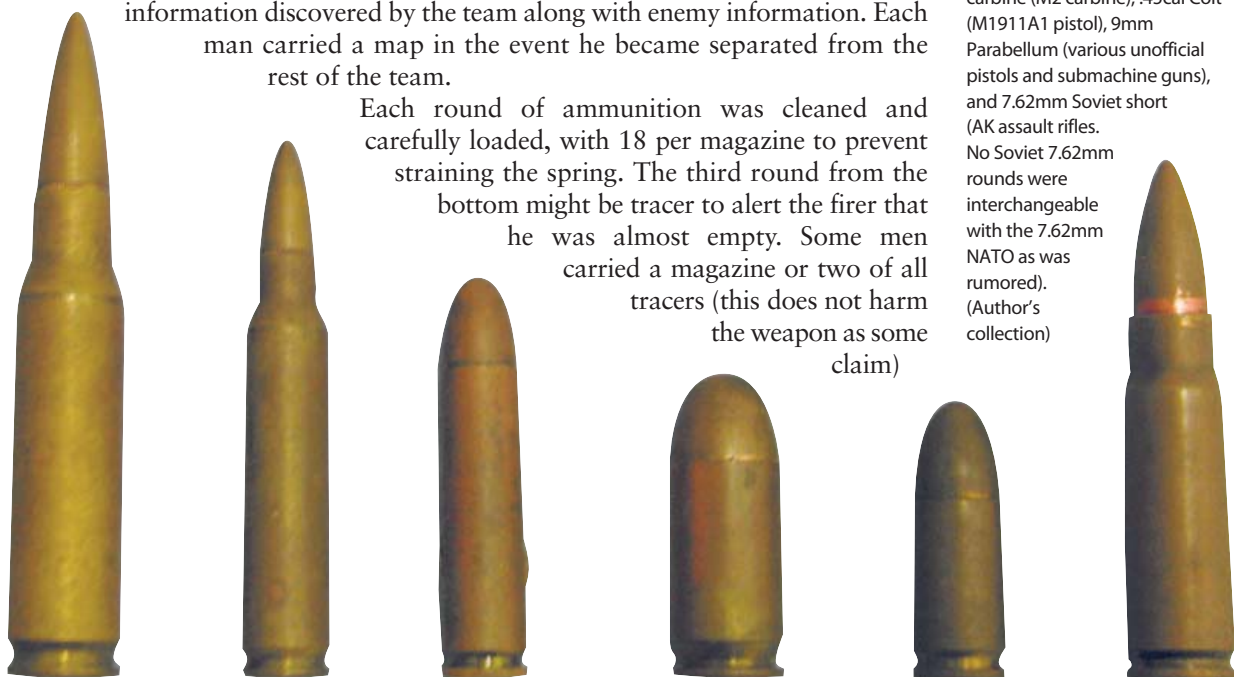 information discovered by the team along with enemy information. Each
man carried a map in the event he became separated from the
rest of the team.
Each round of ammunition was cleaned and
carefully loaded, with 18 per magazine to prevent
straining the spring. The third round from the
bottom might be tracer to alert the firer that
he was almost empty. Some men
carried a magazine or two of all
tracers (this does not harm
the weapon as some
claim)
carbine (M2 carbine), .45cal Colt
(M1911A1 pistol), 9mm
Parabellum (various unofficial
pistols and submachine guns),
and 7.62mm Soviet short
(AK assault rifles.
No Soviet 7.62mm
rounds were
interchangeable
with the 7.62mm
NATO as was
rumored).
(Author's
collection)